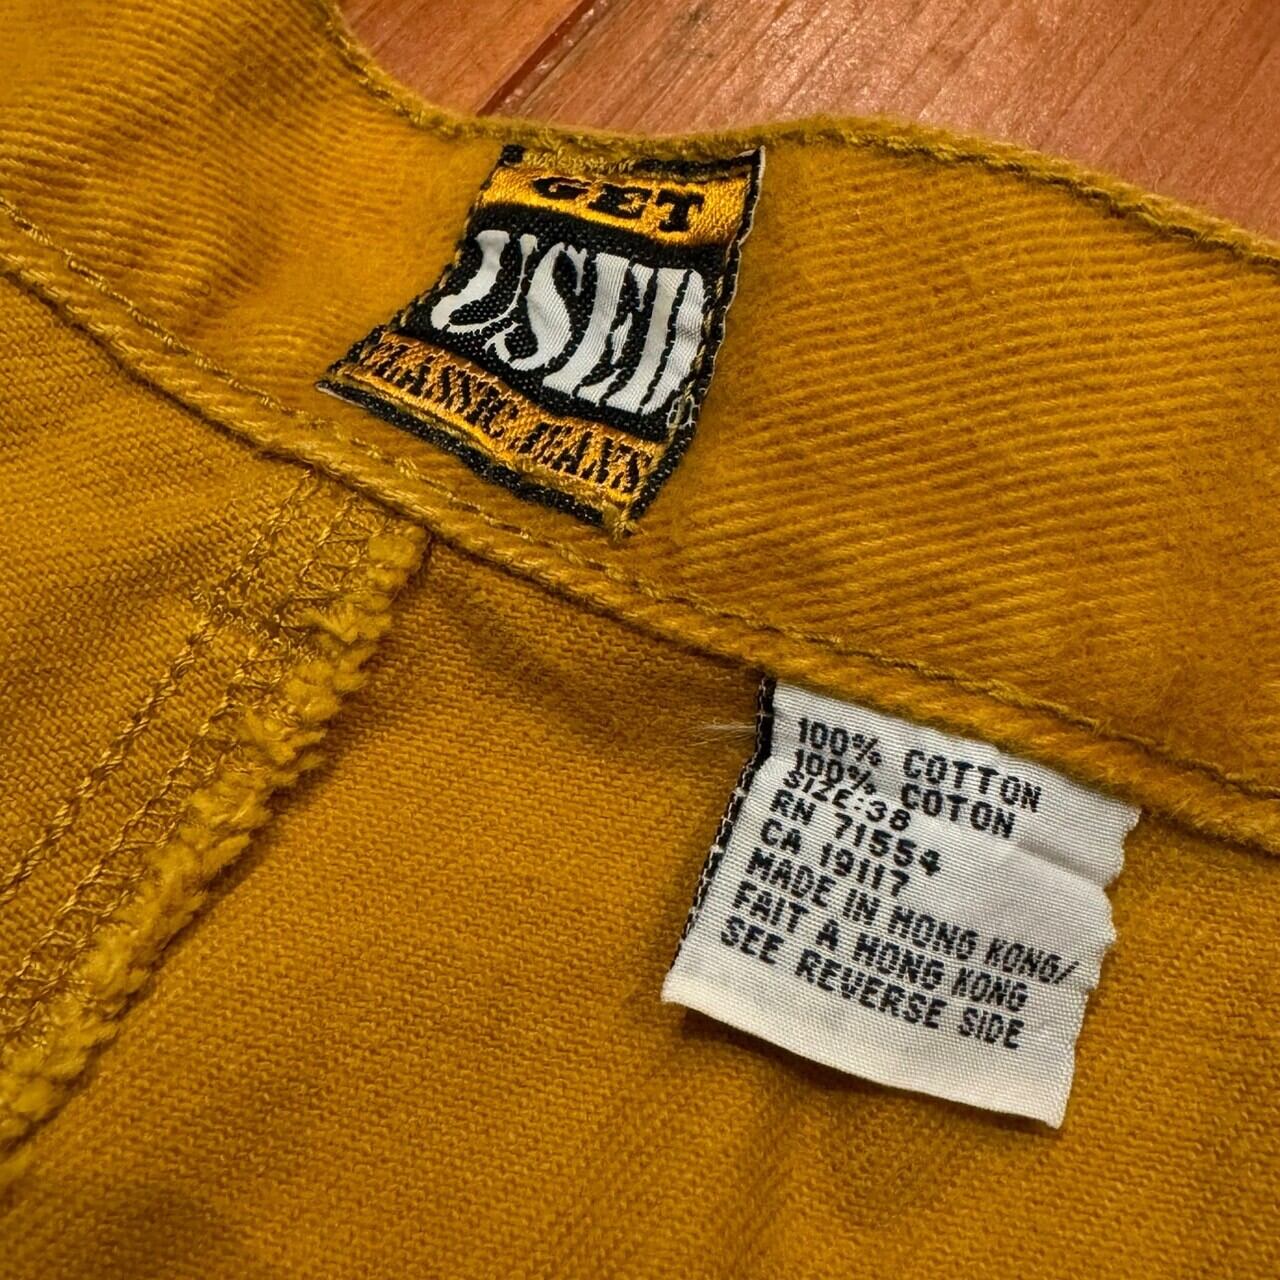 GET
USED
CLASSIC JEANS
100% COTTON
100% COTON
SIZE:38
RN 71554
CA 19117
MADE IN HONG KONG/
FAIT A HONG KONG
SEE REVERSE SIDE